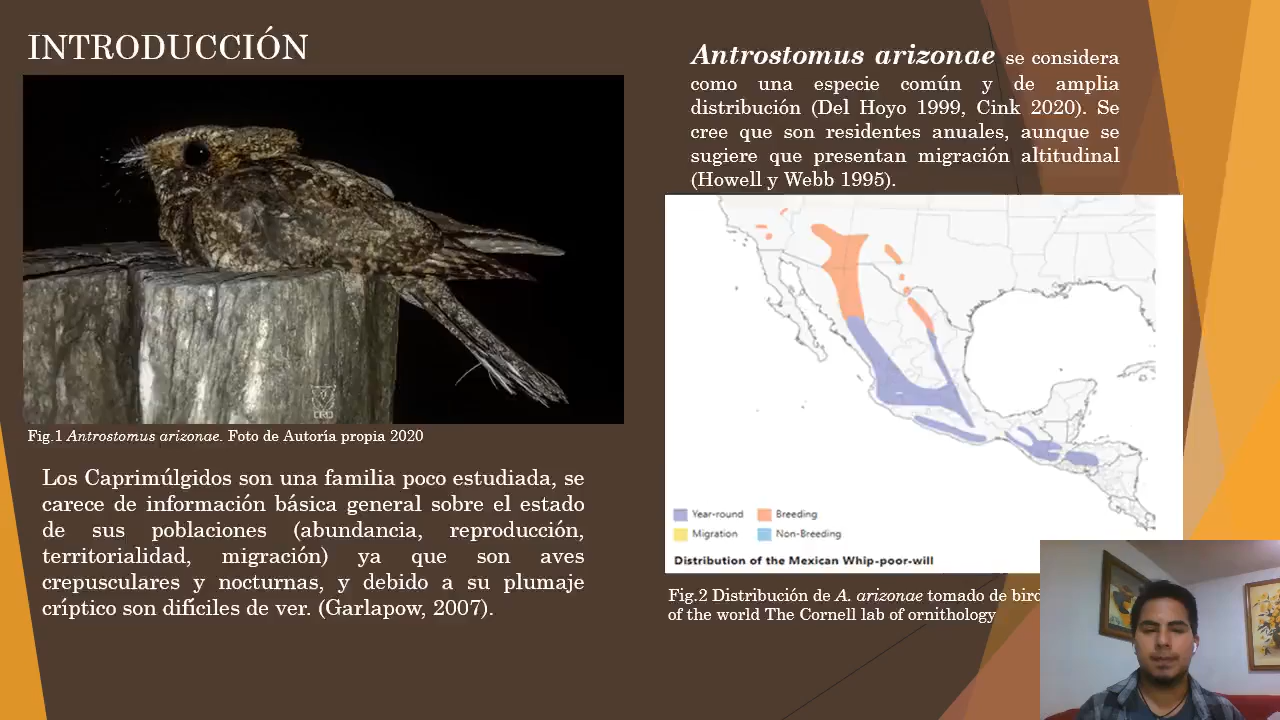 INTRODUCCIÓN
Fig.1 Antrostomus arizonae. Foto de Autoría propia 2020
Los Caprimúlgidos son una familia poco estudiada, se
carece de información básica general sobre el estado
de sus poblaciones (abundancia, reproducción,
territorialidad, migración) ya que son aves
crepusculares y nocturnas, y debido a su plumaje
críptico son difíciles de ver. (Garlapow, 2007).
Antrostomus arizonae se considera
como una especie común y de amplia
distribución (Del Hoyo 1999, Cink 2020). Se
cree que son residentes anuales, aunque se
sugiere que presentan migración altitudinal
(Howell y Webb 1995).
Year-round Breeding
Migration Non-Breeding
Distribution of the Mexican Whip-poor-will
Fig.2 Distribución de A. arizonae tomado de bird
of the world The Cornell lab of ornithology